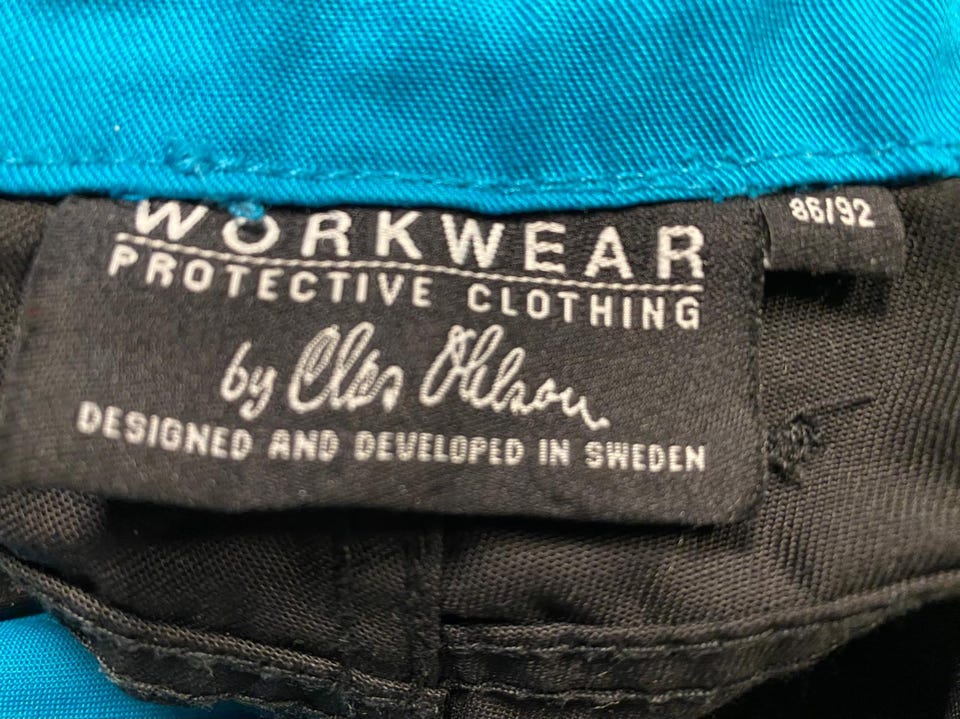 WORKWEAR
PROTECTIVE CLOTHING
by Clas Ohlson
DESIGNED AND DEVELOPED IN SWEDEN
86/92